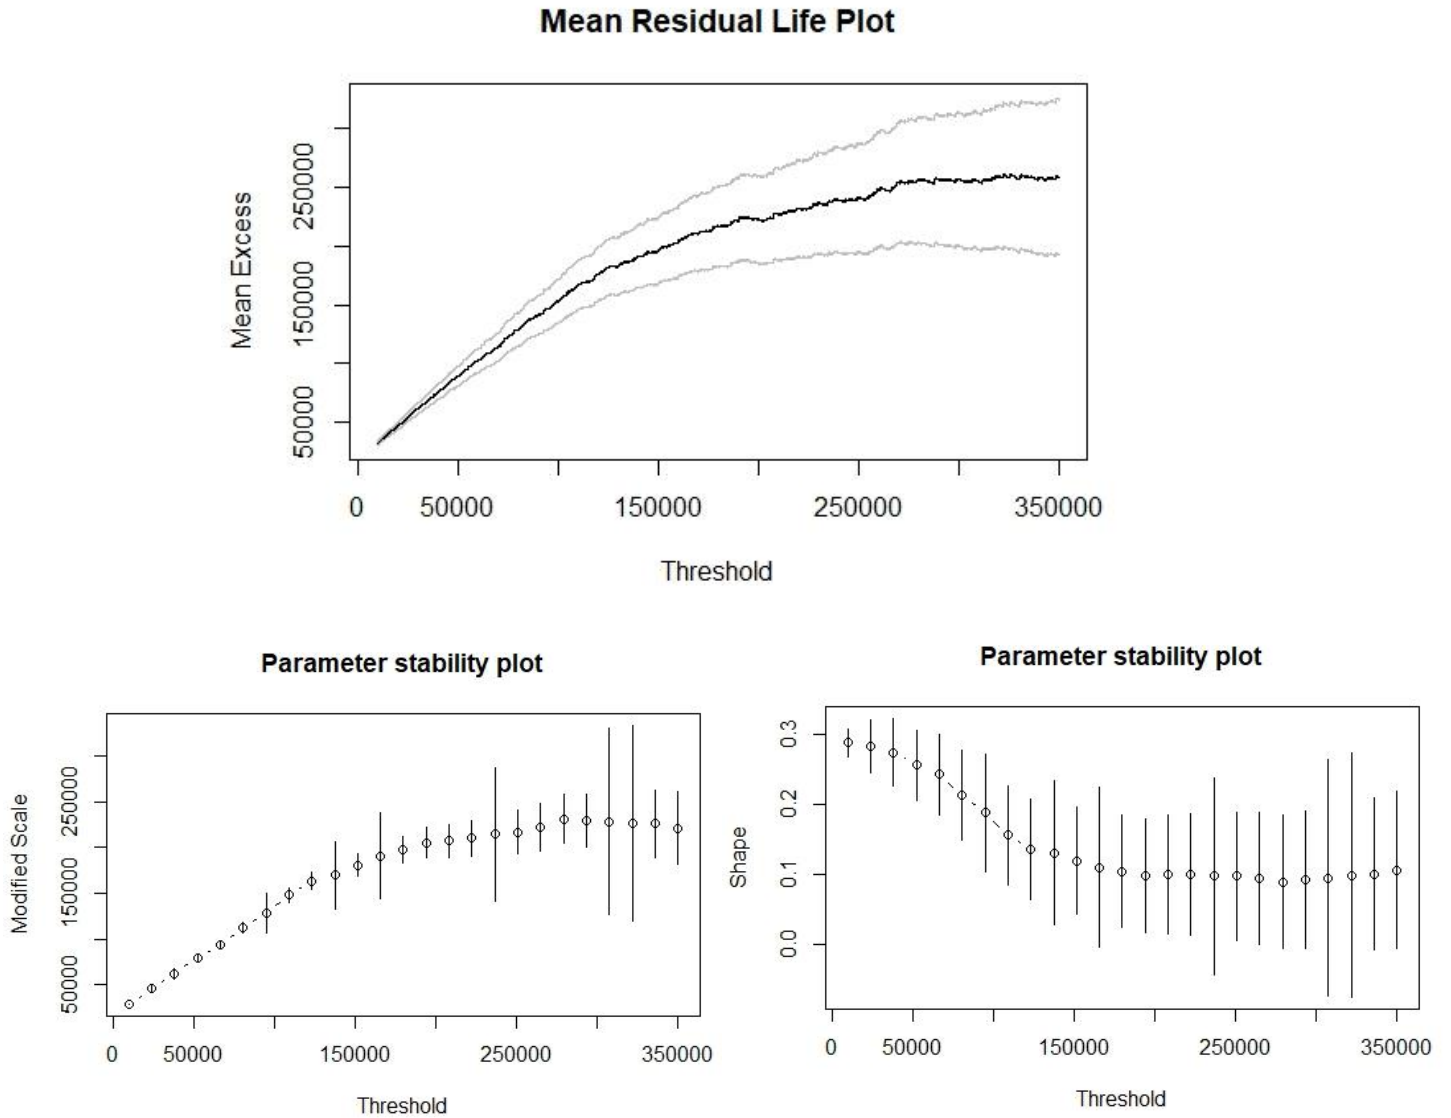 Mean Residual Life Plot
Mean Excess
250000
150000
50000
0 50000 150000 250000 350000
Threshold
Parameter stability plot
Modified Scale
250000
150000
50000
0 50000 150000 250000 350000
Threshold
Parameter stability plot
Shape
0.3
0.2
0.1
0.0
0 50000 150000 250000 350000
Threshold